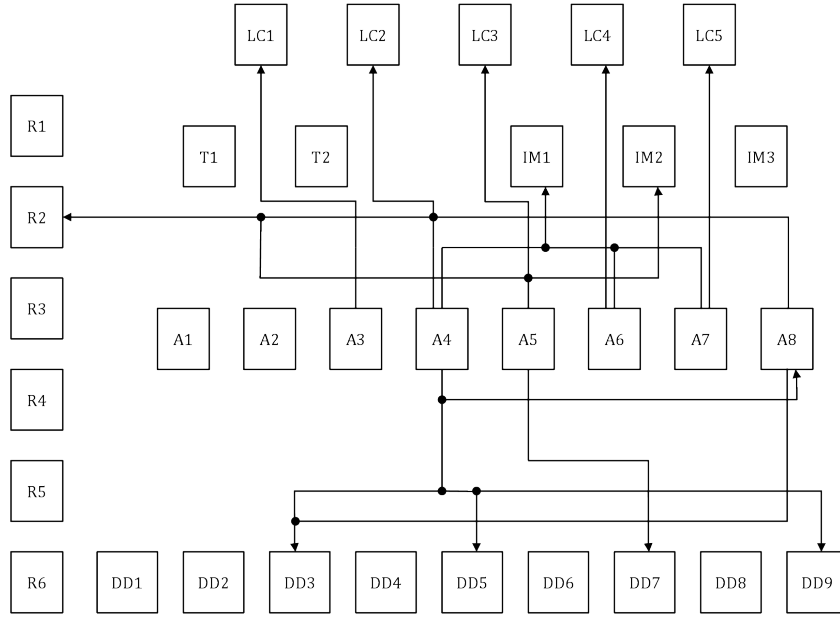 LC1 LC2 LC3 LC4 LC5
R1
T1 T2 IM1 IM2 IM3
R2
R3
A1 A2 A3 A4 A5 A6 A7 A8
R4
R5
R6 DD1 DD2 DD3 DD4 DD5 DD6 DD7 DD8 DD9